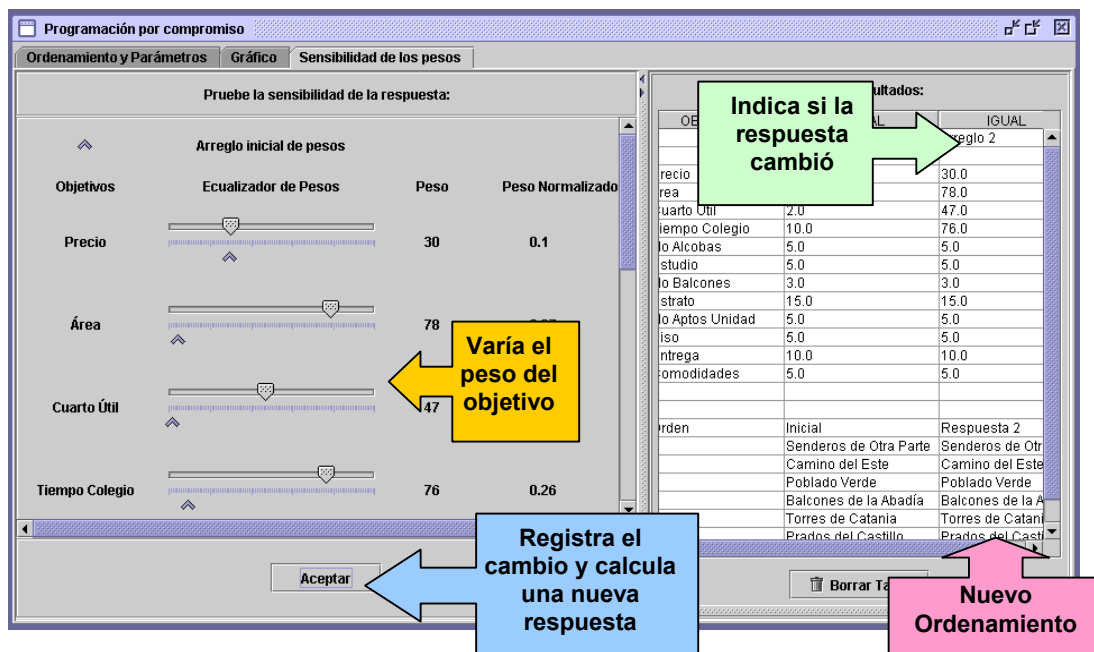 Programación por compromiso
Ordenamiento y Parámetros Gráfico Sensibilidad de los pesos
Pruebe la sensibilidad de la respuesta:
Arreglo inicial de pesos
Objetivos Ecualizador de Pesos Peso Peso Normalizado
Precio 30 0.1
Área 78
Cuarto Útil 47
Tiempo Colegio 76 0.26
Aceptar
Varía el
peso del
objetivo
Registra el
cambio y calcula
una nueva
respuesta
Indica si la
respuesta
cambió
ultados:
OB AL IGUAL
rreglo 2
recio 30.0
rea 78.0
uarto Útil 2.0 47.0
iempo Colegio 10.0 76.0
lo Alcobas 5.0 5.0
studio 5.0 5.0
lo Balcones 3.0 3.0
strato 15.0 15.0
lo Aptos Unidad 5.0 5.0
iso 5.0 5.0
ntrega 10.0 10.0
omodidades 5.0 5.0
rden Inicial Respuesta 2
Senderos de Otra Parte Senderos de Otr
Camino del Este Camino del Este
Poblado Verde Poblado Verde
Balcones de la Abadía Balcones de la A
Torres de Catania Torres de Catani
Prados del Castillo Prados del Casti
Borrar Ta
Nuevo
Ordenamiento